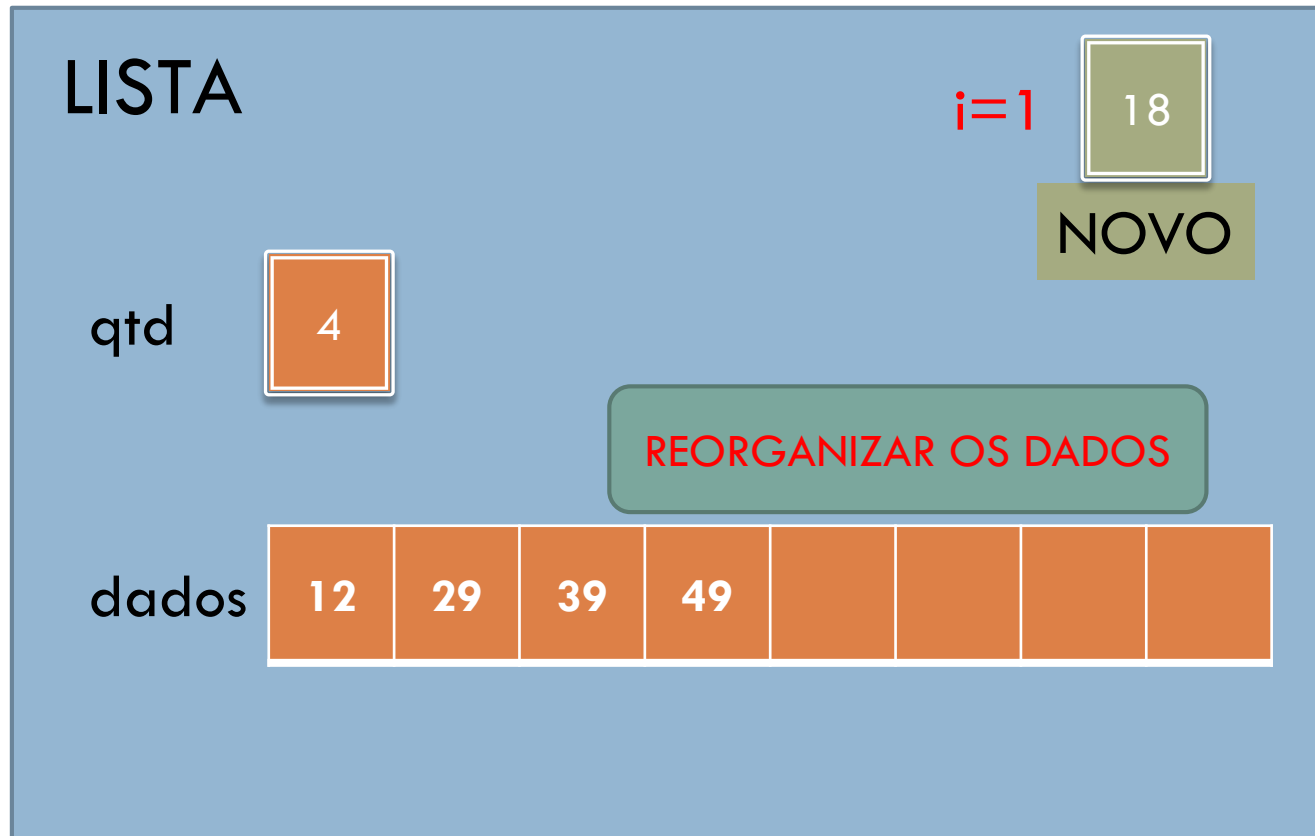 LISTA
i=1
18
NOVO
qtd
4
REORGANIZAR OS DADOS
dados
12 29 39 49